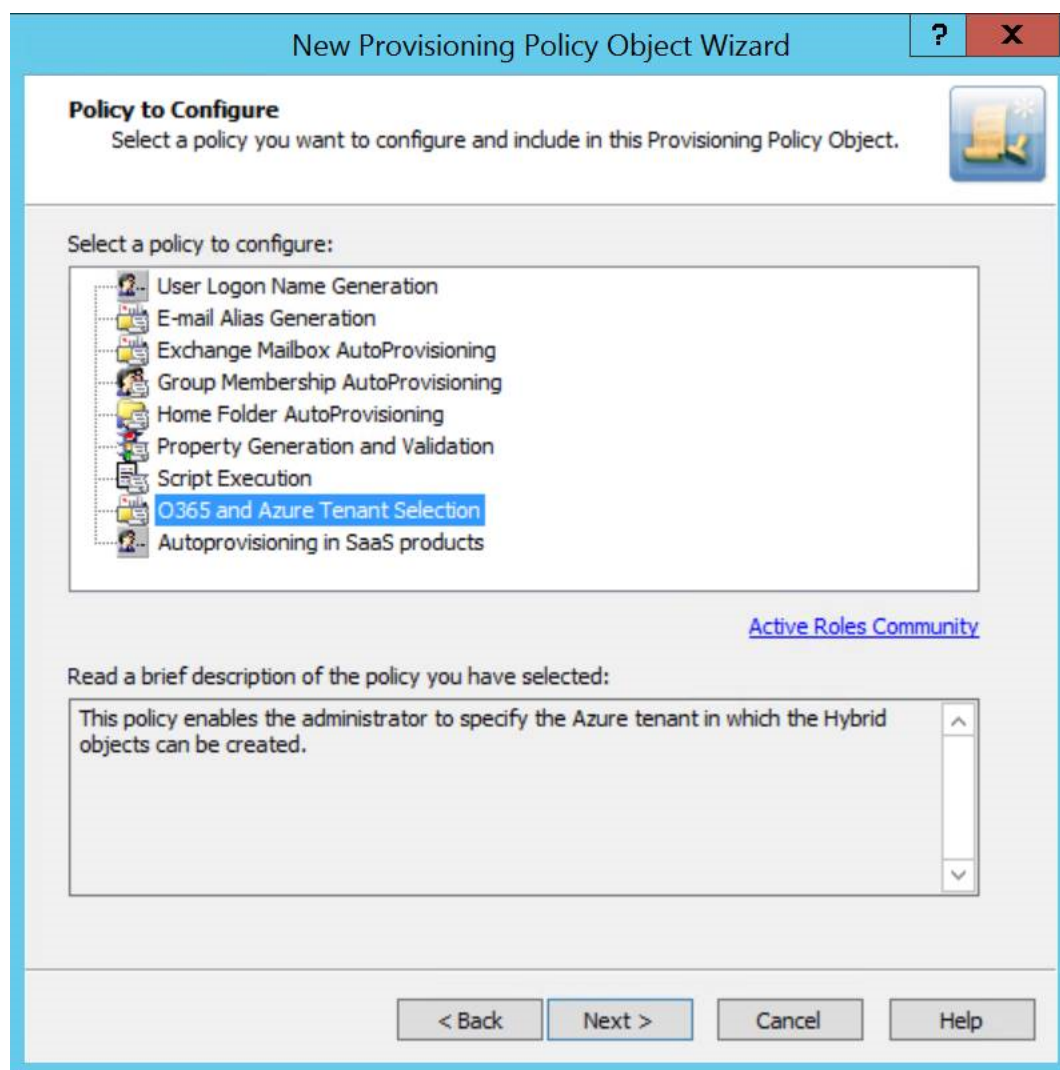 New Provisioning Policy Object Wizard
?
X
Policy to Configure
Select a policy you want to configure and include in this Provisioning Policy Object.
Select a policy to configure:
User Logon Name Generation
E-mail Alias Generation
Exchange Mailbox AutoProvisioning
Group Membership AutoProvisioning
Home Folder AutoProvisioning
Property Generation and Validation
Script Execution
O365 and Azure Tenant Selection
Autoprovisioning in SaaS products
Active Roles Community
Read a brief description of the policy you have selected:
This policy enables the administrator to specify the Azure tenant in which the Hybrid
objects can be created.
< Back
Next >
Cancel
Help